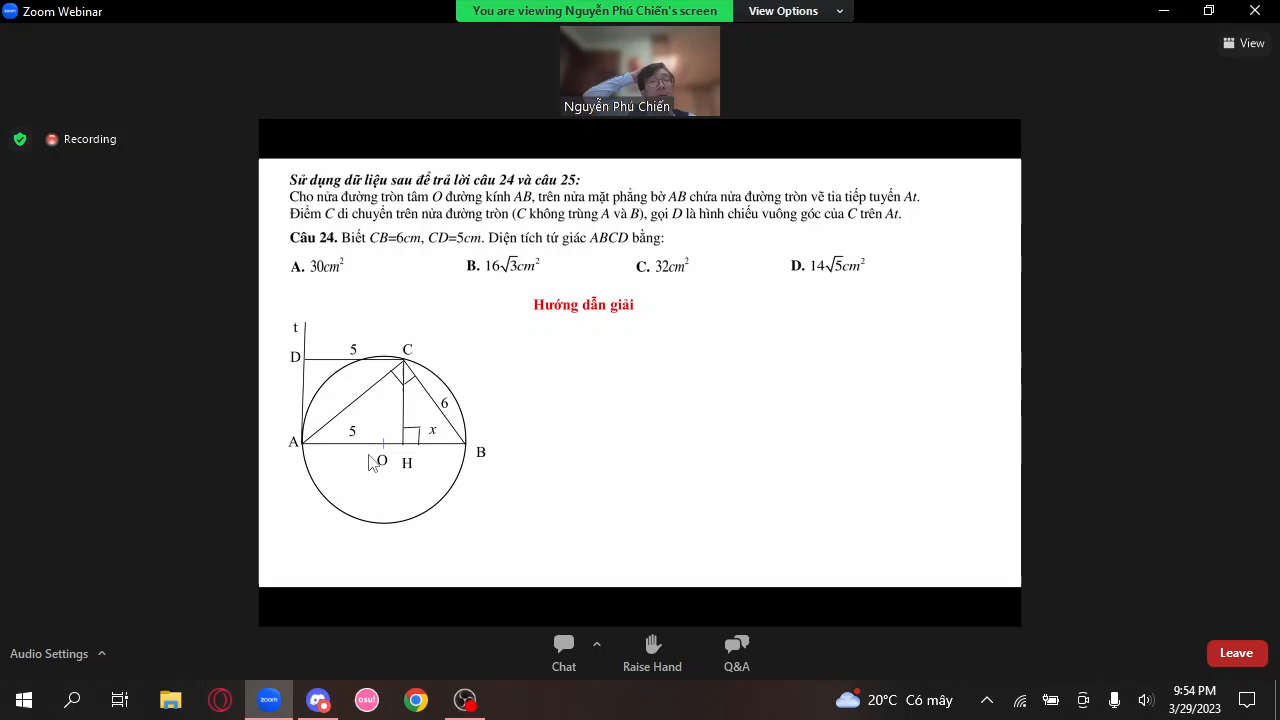 Zoom Webinar
You are viewing Nguyễn Phú Chiến's screen
View Options
View
Nguyễn Phú Chiến
Recording
Sử dụng dữ liệu sau để trả lời câu 24 và câu 25:
Cho nửa đường tròn tâm O đường kính AB, trên nửa mặt phẳng bờ AB chứa nửa đường tròn vẽ tia tiếp tuyến At.
Điểm C di chuyển trên nửa đường tròn (C không trùng A và B), gọi D là hình chiếu vuông góc của C trên At.
Câu 24. Biết CB=6cm, CD=5cm. Diện tích tứ giác ABCD bằng:
A. 30cm² B. 16√3cm² C. 32cm² D. 14√5cm²
Hướng dẫn giải
t
D 5 C
6
5 x
A B
O H
Audio Settings
Chat
Raise Hand
Q&A
Leave
zoom
osu!
20°C Có mây
9:54 PM
3/29/2023